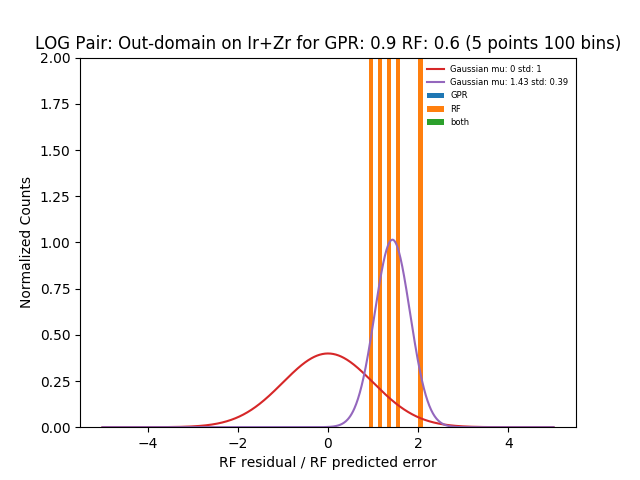 LOG Pair: Out-domain on Ir+Zr for GPR: 0.9 RF: 0.6 (5 points 100 bins)
2.00
1.75
1.50
1.25
1.00
0.75
0.50
0.25
0.00
Normalized Counts
Gaussian mu: 0 std: 1
Gaussian mu: 1.43 std: 0.39
GPR
RF
both
−4
−2
0
2
4
RF residual / RF predicted error